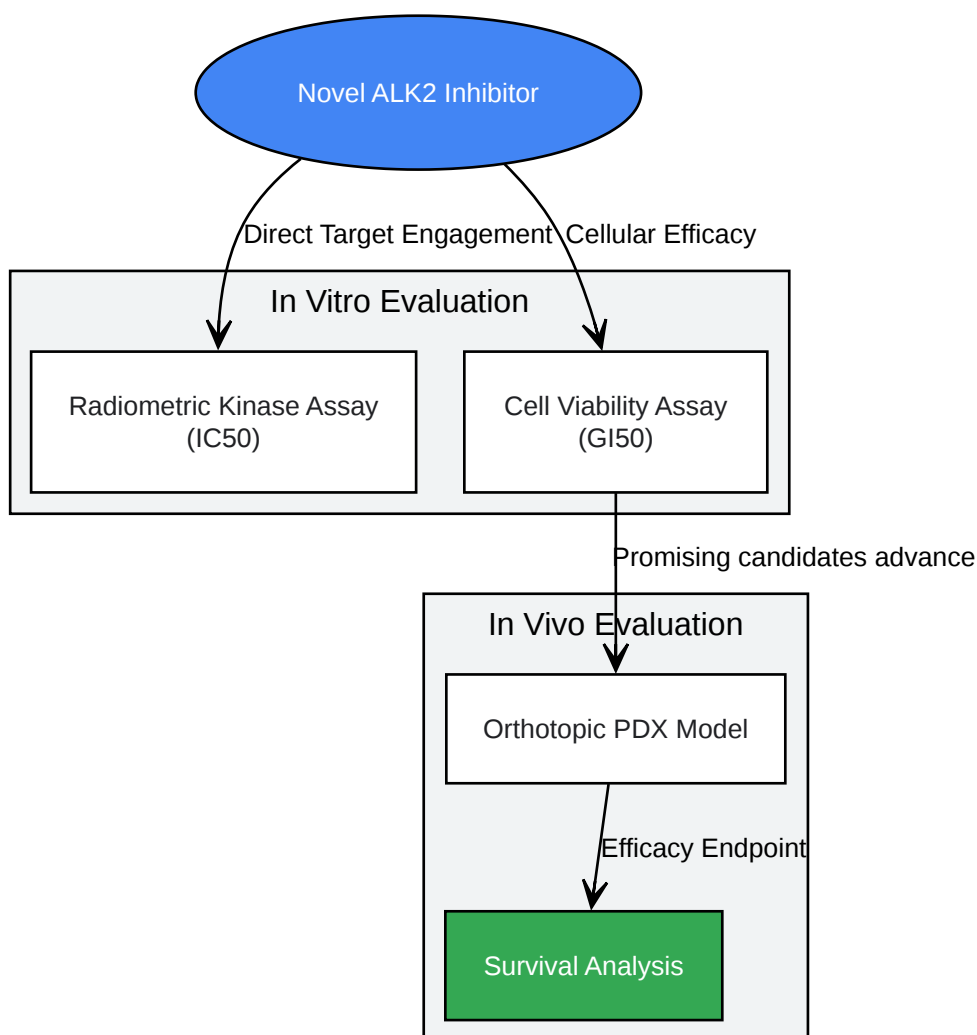 Novel ALK2 Inhibitor
Direct Target Engagement
Cellular Efficacy
In Vitro Evaluation
Radiometric Kinase Assay
(IC50)
Cell Viability Assay
(GI50)
Promising candidates advance
In Vivo Evaluation
Orthotopic PDX Model
Efficacy Endpoint
Survival Analysis